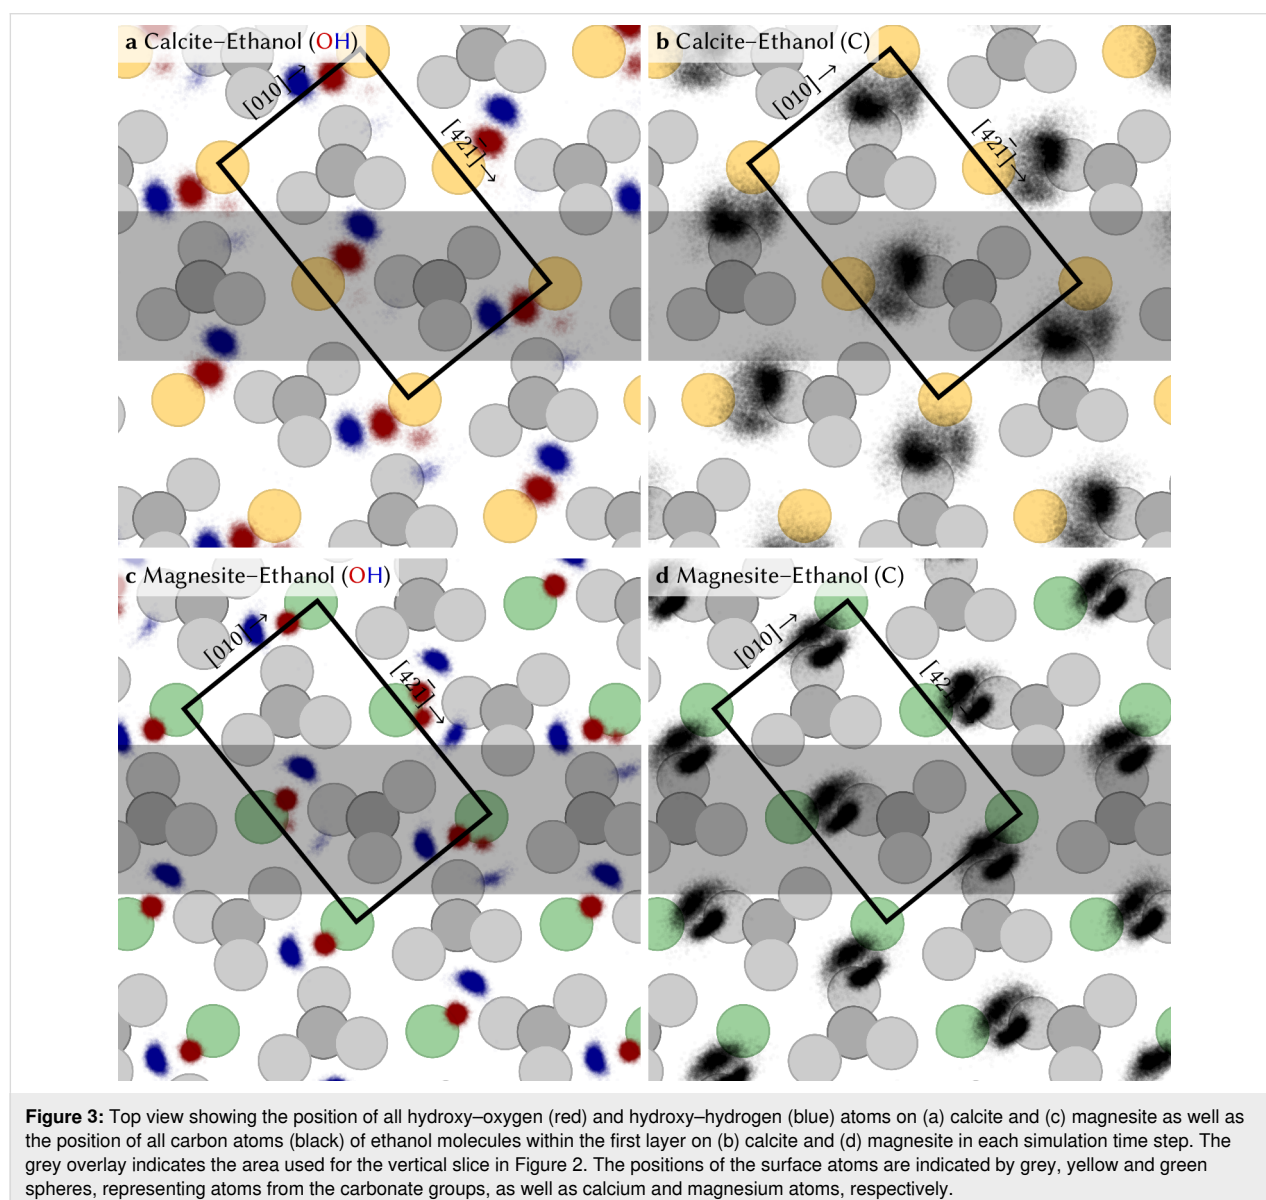 a Calcite–Ethanol (OH)
b Calcite–Ethanol (C)
[010] →
[421̄] →
[010] →
[421̄] →
c Magnesite–Ethanol (OH)
d Magnesite–Ethanol (C)
[010] →
[421̄] →
[010] →
Figure 3: Top view showing the position of all hydroxy–oxygen (red) and hydroxy–hydrogen (blue) atoms on (a) calcite and (c) magnesite as well as
the position of all carbon atoms (black) of ethanol molecules within the first layer on (b) calcite and (d) magnesite in each simulation time step. The
grey overlay indicates the area used for the vertical slice in Figure 2. The positions of the surface atoms are indicated by grey, yellow and green
spheres, representing atoms from the carbonate groups, as well as calcium and magnesium atoms, respectively.